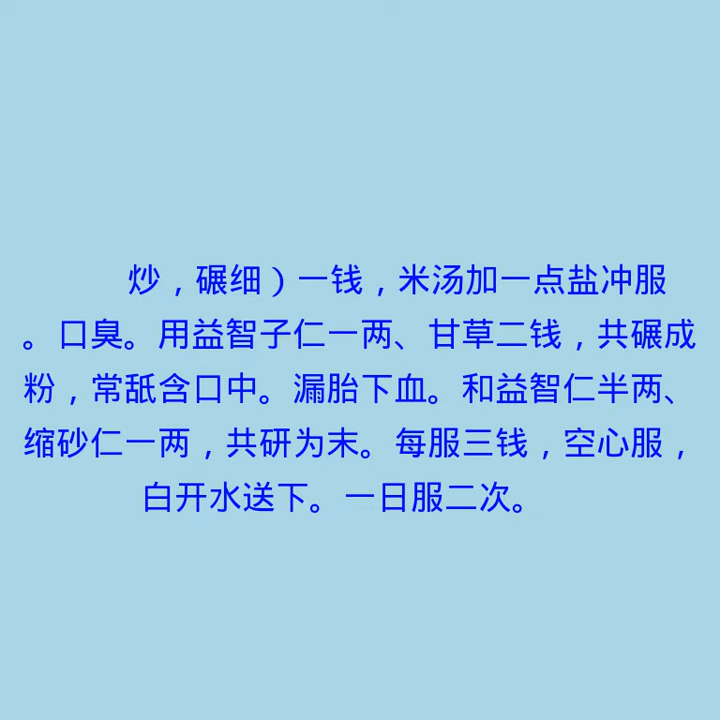 炒，碾细）一钱，米汤加一点盐冲服
。口臭。用益智子仁一两、甘草二钱，共碾成
粉，常舐含口中。漏胎下血。和益智仁半两、
缩砂仁一两，共研为末。每服三钱，空心服，
白开水送下。一日服二次。